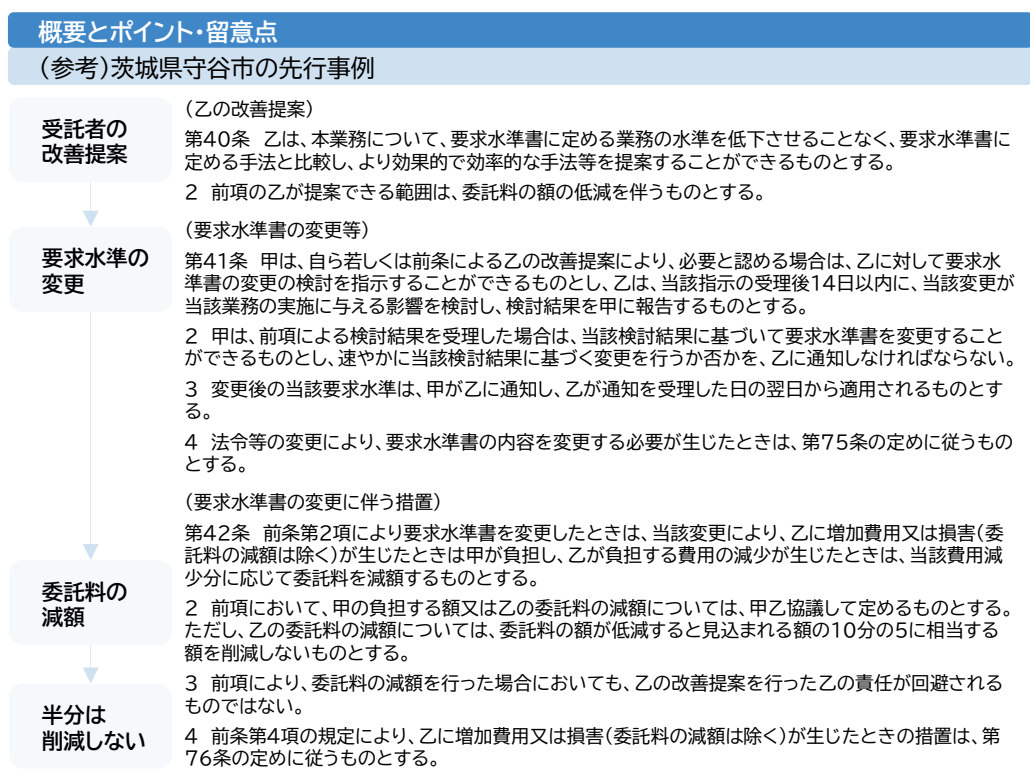 概要とポイント・留意点
(参考)茨城県守谷市の先行事例
受託者の
改善提案
(乙の改善提案)
第40条 乙は、本業務について、要求水準書に定める業務の水準を低下させることなく、要求水準書に
定める手法と比較し、より効果的で効率的な手法等を提案することができるものとする。
2 前項の乙が提案できる範囲は、委託料の額の低減を伴うものとする。
要求水準の
変更
(要求水準書の変更等)
第41条 甲は、自ら若しくは前条による乙の改善提案により、必要と認める場合は、乙に対して要求水
準書の変更の検討を指示することができるものとし、乙は、当該指示の受理後14日以内に、当該変更が
当該業務の実施に与える影響を検討し、検討結果を甲に報告するものとする。
2 甲は、前項による検討結果を受理した場合は、当該検討結果に基づいて要求水準書を変更すること
ができるものとし、速やかに当該検討結果に基づく変更を行うか否かを、乙に通知しなければならない。
3 変更後の当該要求水準は、甲が乙に通知し、乙が通知を受理した日の翌日から適用されるものとす
る。
4 法令等の変更により、要求水準書の内容を変更する必要が生じたときは、第75条の定めに従うもの
とする。
(要求水準書の変更に伴う措置)
第42条 前条第2項により要求水準書を変更したときは、当該変更により、乙に増加費用又は損害(委
託料の減額は除く)が生じたときは甲が負担し、乙が負担する費用の減少が生じたときは、当該費用減
少分に応じて委託料を減額するものとする。
委託料の
減額
2 前項において、甲の負担する額又は乙の委託料の減額については、甲乙協議して定めるものとする。
ただし、乙の委託料の減額については、委託料の額が低減すると見込まれる額の10分の5に相当する
額を削減しないものとする。
半分は
削減しない
3 前項により、委託料の減額を行った場合においても、乙の改善提案を行った乙の責任が回避される
ものではない。
4 前条第4項の規定により、乙に増加費用又は損害(委託料の減額は除く)が生じたときの措置は、第
76条の定めに従うものとする。